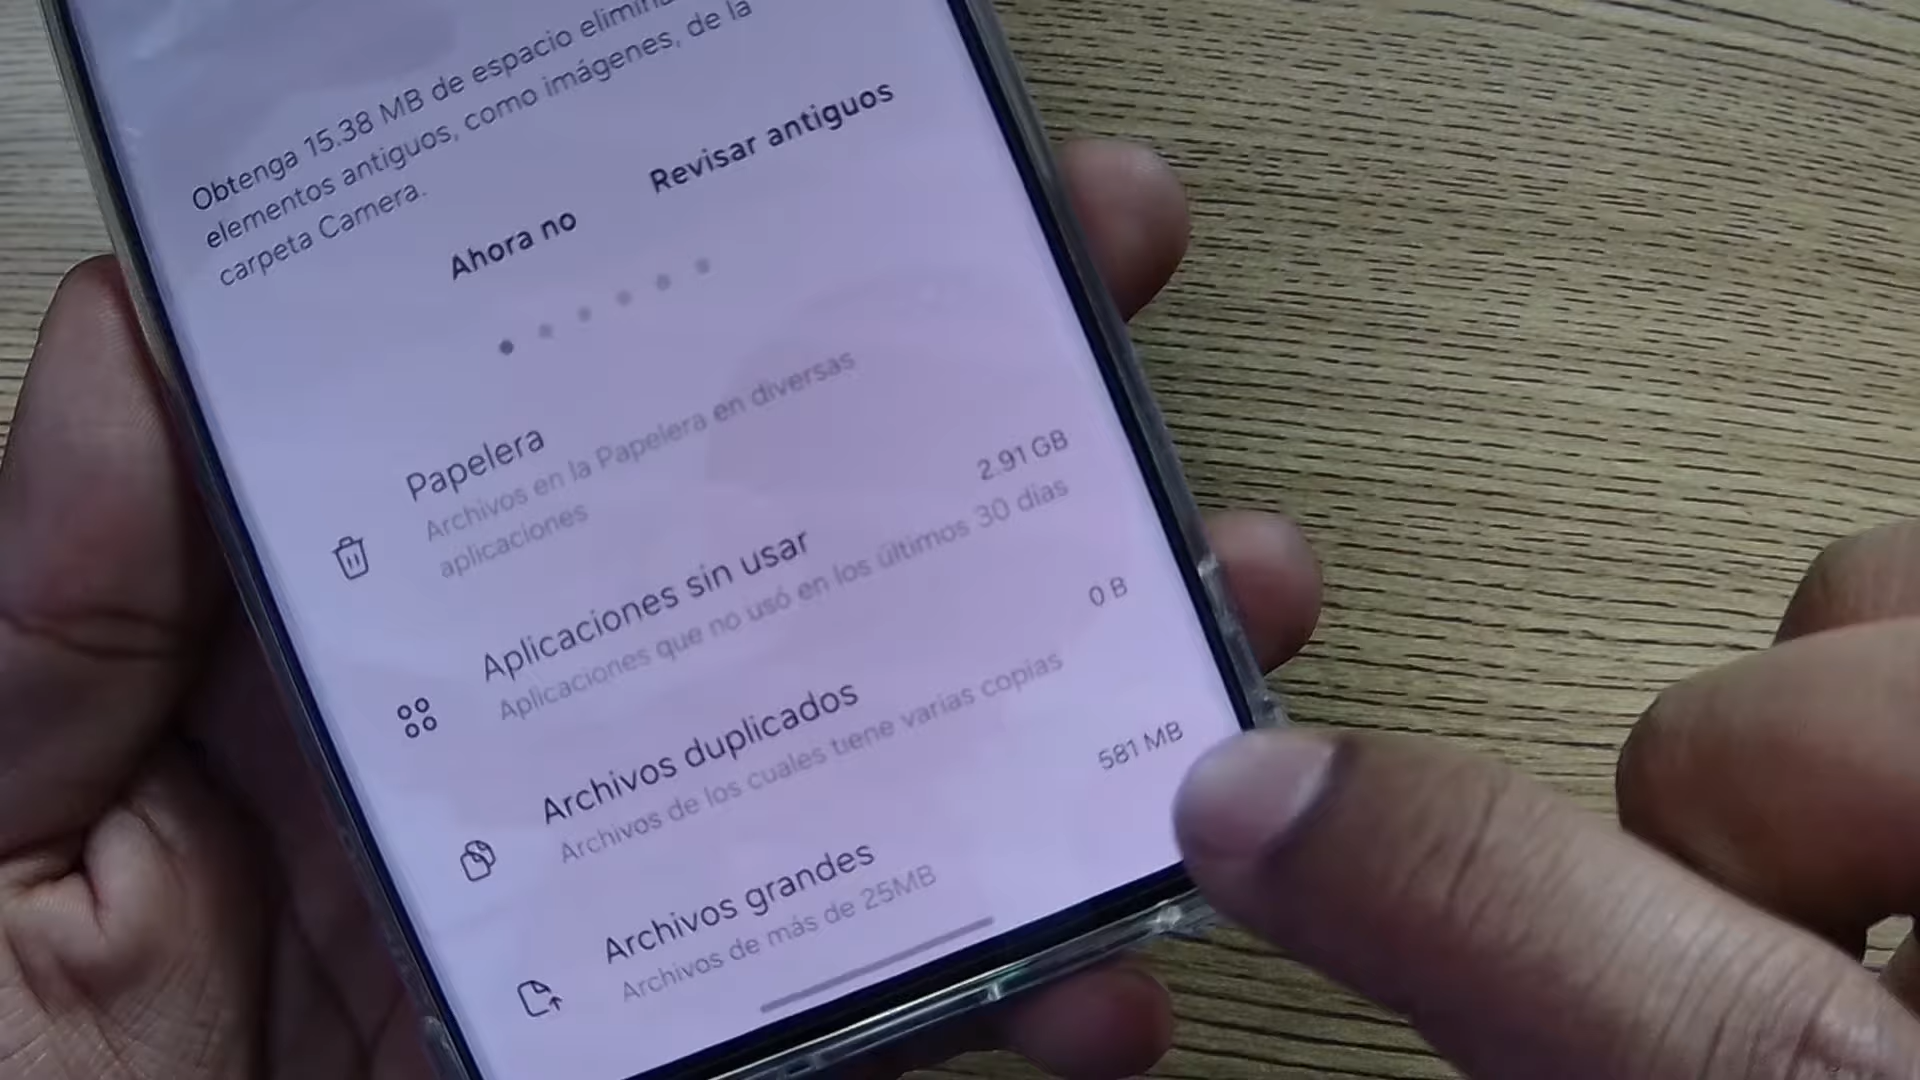 Obtenga 15.38 MB de espacio
elementos antiguos, como imágenes, de la
carpeta Camera.
Ahora no
Revisar antiguos
Papelera
Archivos en la Papelera en diversas
aplicaciones
Aplicaciones sin usar 2.91 GB
Aplicaciones que no usó en los últimos 30 días
Archivos duplicados 0 B
Archivos de los cuales tiene varias copias
Archivos grandes 581 MB
Archivos de más de 25MB